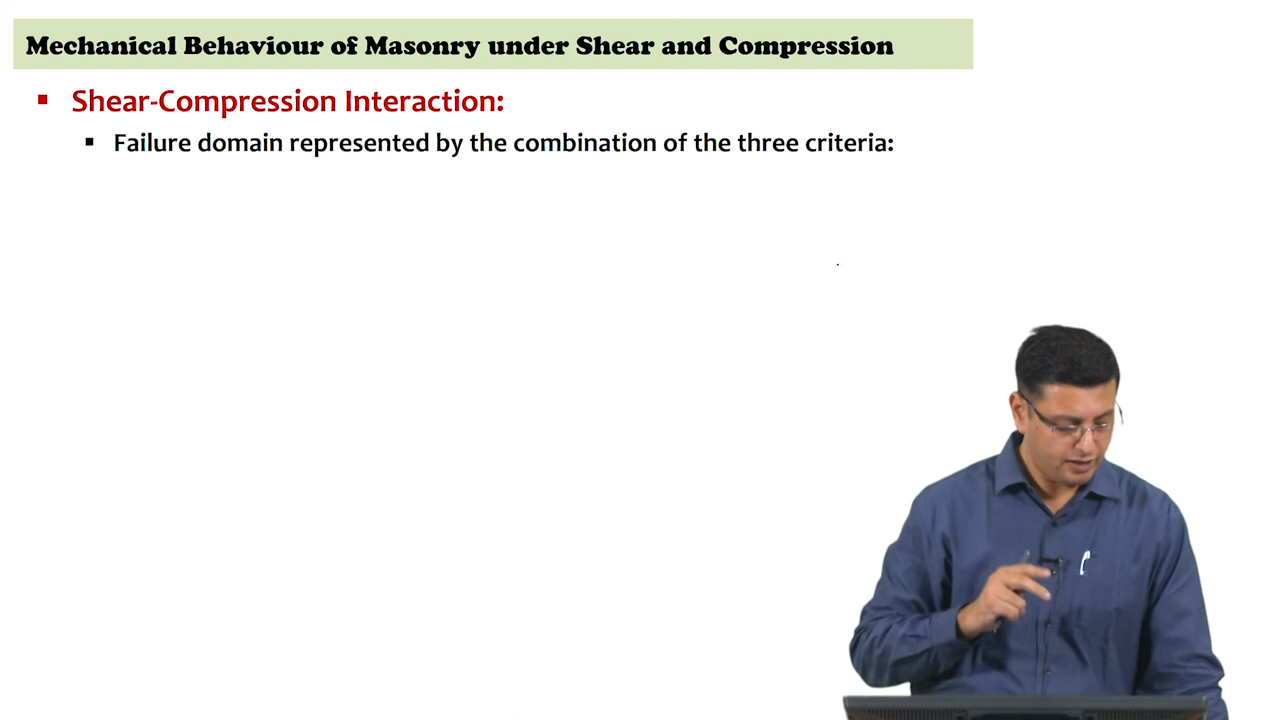 Mechanical Behaviour of Masonry under Shear and Compression
Shear-Compression Interaction:
Failure domain represented by the combination of the three criteria: